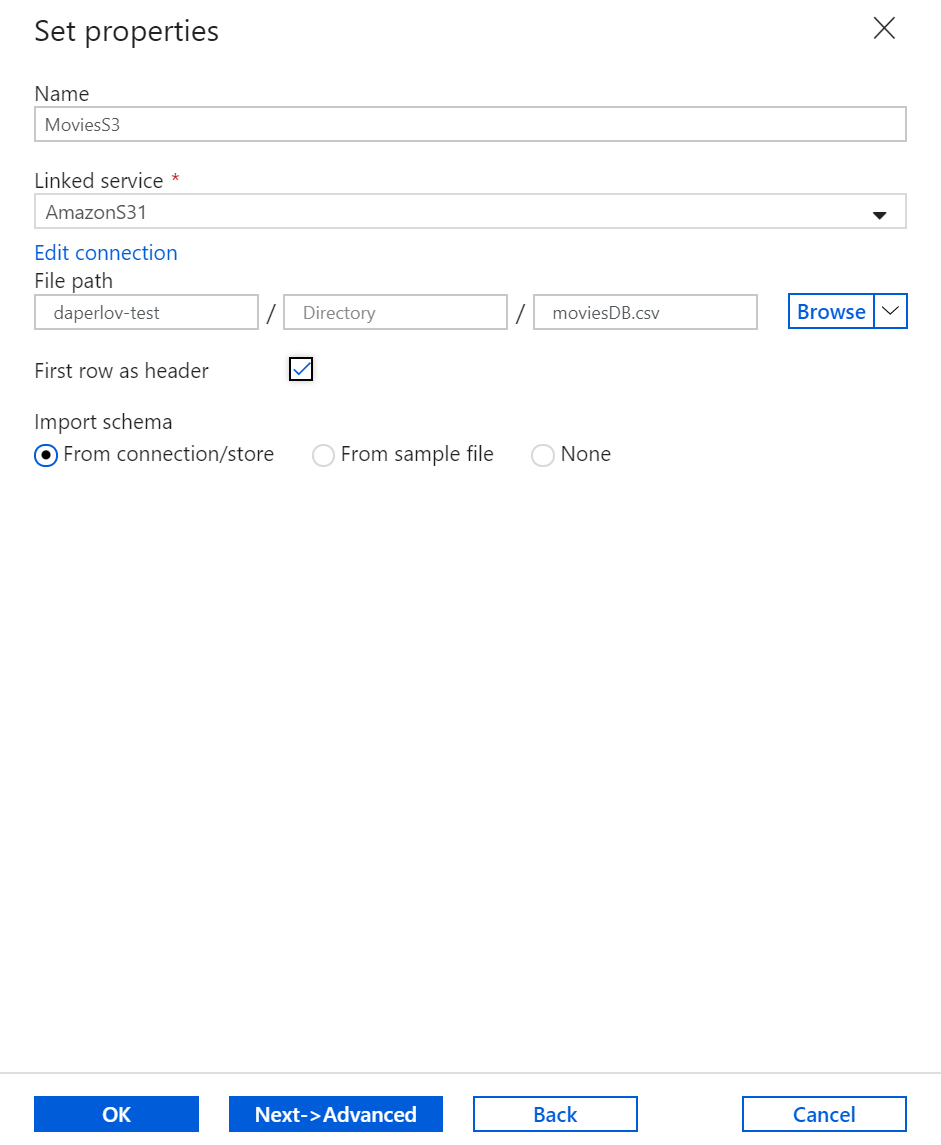 Set properties
Name
MoviesS3
Linked service *
AmazonS31
Edit connection
File path
daperlov-test / Directory / moviesDB.csv Browse
First row as header
Import schema
From connection/store From sample file None
OK Next->Advanced Back Cancel